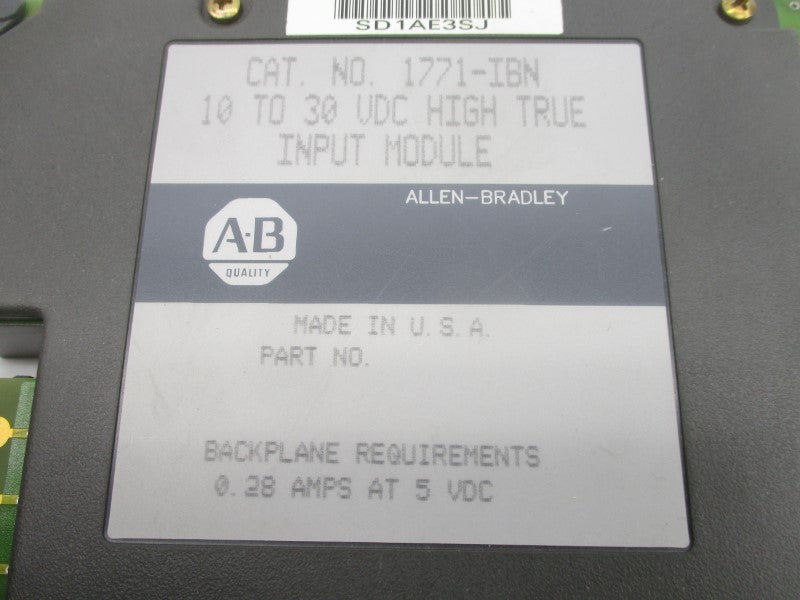 SD1AE3SJ
CAT. NO. 1771-IBN
10 TO 30 VDC HIGH TRUE
INPUT MODULE
ALLEN-BRADLEY
A·B
QUALITY
MADE IN U.S.A.
PART NO.
BACKPLANE REQUIREMENTS
0.28 AMPS AT 5 VDC